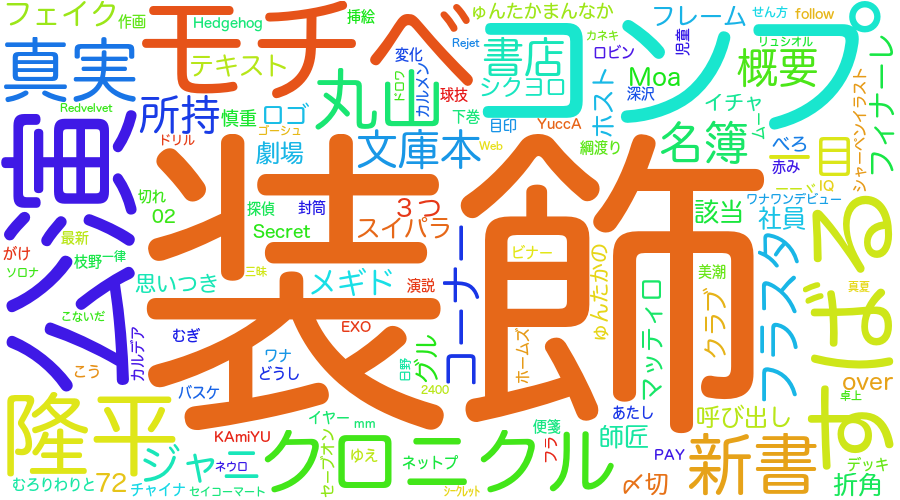 フェイク
作画
Hedgehog
挿絵
ゅんたかまんなか
フレーム
せん方
follow
モチベ
コンプ
真実
テキスト
変化
Rejet
書店
カネキ
ロビン
児童
リュシオル
概要
シクヨロ
Moa
深沢
フィナーレ
Redvelvet
所持
慎重
ロゴ
丸山
ドロワ
カルメン
球技
下巻
目印
YuccA
ホスト
イチャ
ムー
シャーペンイラスト
ドリル
ゴーシュ
劇場
文庫本
Web
綱渡り
名簿
べろ
赤み
目一
公演
装飾
切れ
02
探偵
封筒
3つ
Secret
スイパラ
該当
社員
ワナワンデビュー
IQ
ーーヾ
すばる
がけ
最新
枝野
一律
ソロナ
三昧
思いつき
メギド
演説
コーナー
ビナー
ゅんたかの
美潮
フラスタ
真夏
こないだ
むぎ
EXO
カルデア
ワナ
どうし
こう
バスケ
日野
グル
2400
ホームズ
マッティロ
クラブ
over
卓上
隆平
KAmiYU
イヤー
mm
便箋
あたし
呼び出し
クロニクル
師匠
PAY
新書
ジャニ
ネウロ
セーブオン
ゆえ
ネットプ
フラ
デッキ
むろりわりと
72
チャイナ
セイコーマート
シークレット
〆切
折角